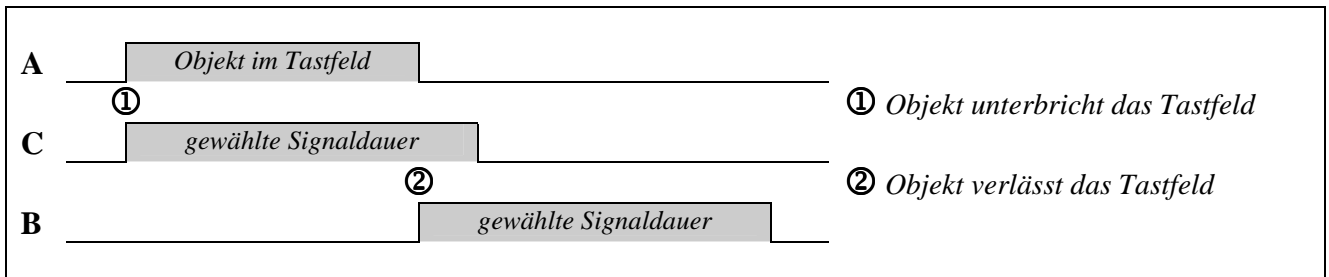 A Objekt im Tastfeld
①
① Objekt unterbricht das Tastfeld
C gewählte Signaldauer
②
② Objekt verlässt das Tastfeld
B gewählte Signaldauer